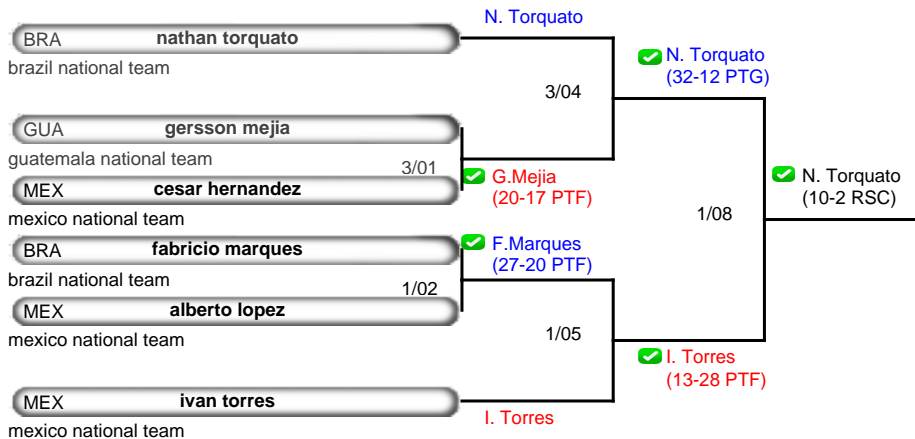 N. Torquato
BRA nathan torquato
brazil national team
N. Torquato
(32-12 PTG)
3/04
GUA gersson mejia
guatemala national team
3/01
G.Mejia
(20-17 PTF)
MEX cesar hernandez
mexico national team
N. Torquato
(10-2 RSC)
1/08
BRA fabricio marques
brazil national team
F.Marques
(27-20 PTF)
1/02
MEX alberto lopez
mexico national team
1/05
I. Torres
(13-28 PTF)
MEX ivan torres
mexico national team
I. Torres